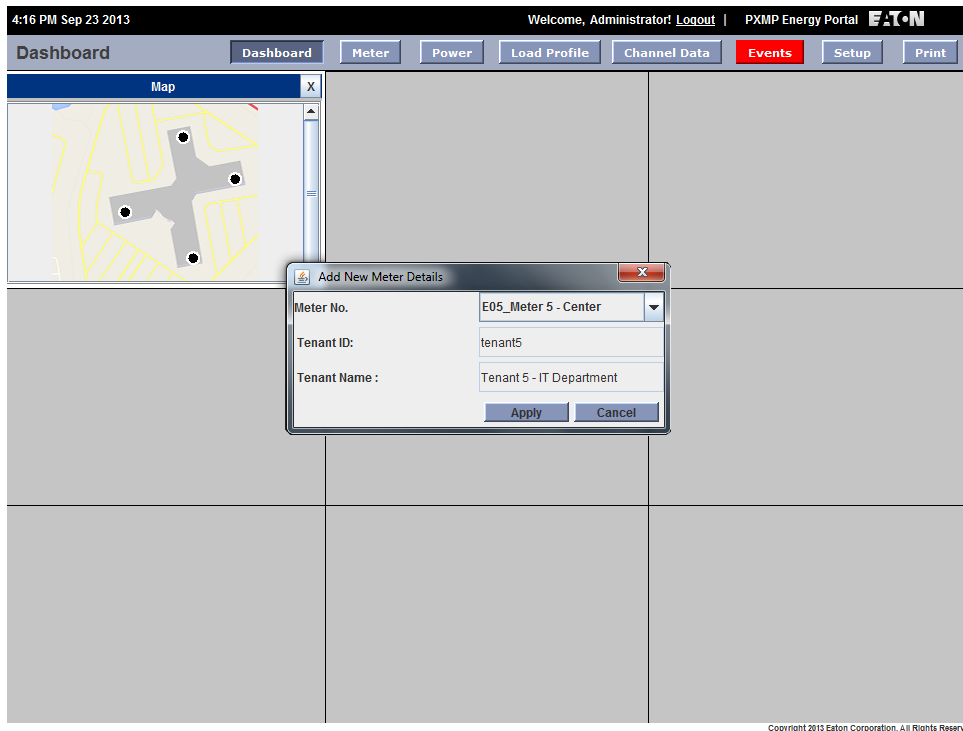 4:16 PM Sep 23 2013 Welcome, Administrator! Logout | PXMP Energy Portal EATON
Dashboard Dashboard Meter Power Load Profile Channel Data Events Setup Print
Map X
Add New Meter Details X
Meter No. E05_Meter 5 - Center
Tenant ID: tenant5
Tenant Name : Tenant 5 - IT Department
Apply Cancel
Copyright 2013 Eaton Corporation. All Rights Reserv